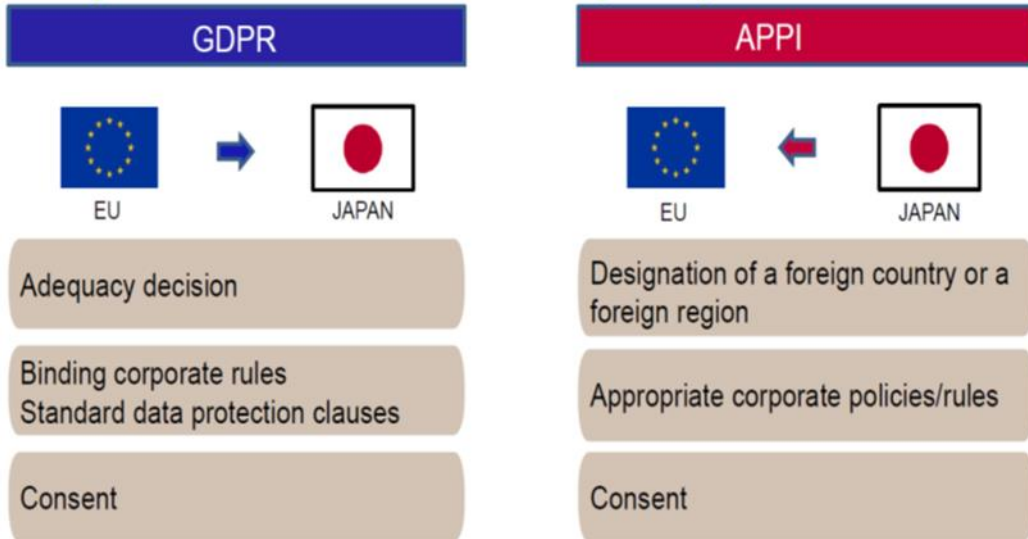 GDPR
EU
JAPAN
Adequacy decision
Binding corporate rules
Standard data protection clauses
Consent
APPI
EU
JAPAN
Designation of a foreign country or a
foreign region
Appropriate corporate policies/rules
Consent